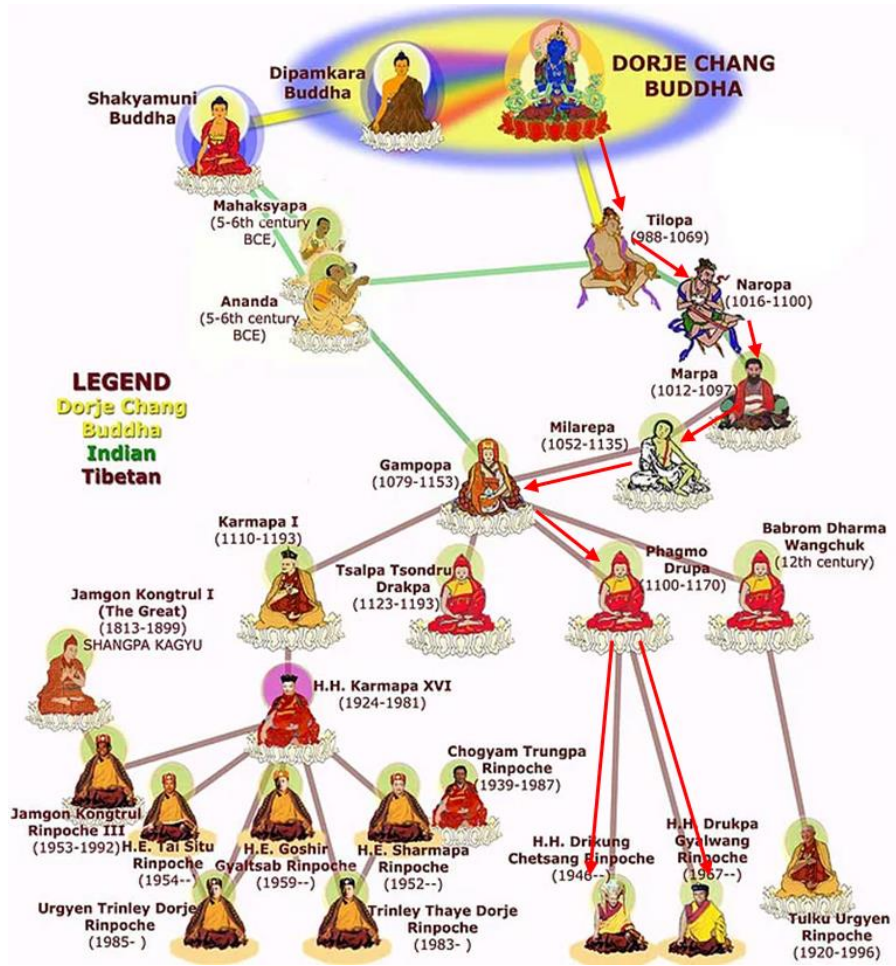 DORJE CHANG
BUDDHA
Dipamkara
Buddha
Shakyamuni
Buddha
Mahaksyapa
(5-6th century
BCE)
Tilopa
(988-1069)
Naropa
(1016-1100)
Ananda
(5-6th century
BCE)
Marpa
(1012-1097)
LEGEND
Dorje Chang
Buddha
Indian
Tibetan
Milarepa
(1052-1135)
Gampopa
(1079-1153)
Karmapa I
(1110-1193)
Tsalpa Tsondru
Drakpa
(1123-1193)
Phagmo
Drupa
(1100-1170)
Babrom Dharma
Wangchuk
(12th century)
Jamgon Kongtrul I
(The Great)
(1813-1899)
SHANGPA KAGYU
H.H. Karmapa XVI
(1924-1981)
Chogyam Trungpa
Rinpoche
(1939-1987)
Jamgon Kongtrul
Rinpoche III
(1953-1992)
H.E. Tai Situ
Rinpoche
(1954--)
H.E. Goshir
Gyaltsab Rinpoche
(1959--)
H.E. Sharmapa
Rinpoche
(1952--)
H.H. Drikung
Chetsang Rinpoche
(1946--)
H.H. Drukpa
Gyalwang
Rinpoche
(1967--)
Urgyen Trinley Dorje
Rinpoche
(1985- )
Trinley Thaye Dorje
Rinpoche
(1983- )
Tulku Urgyen
Rinpoche
(1920-1996)